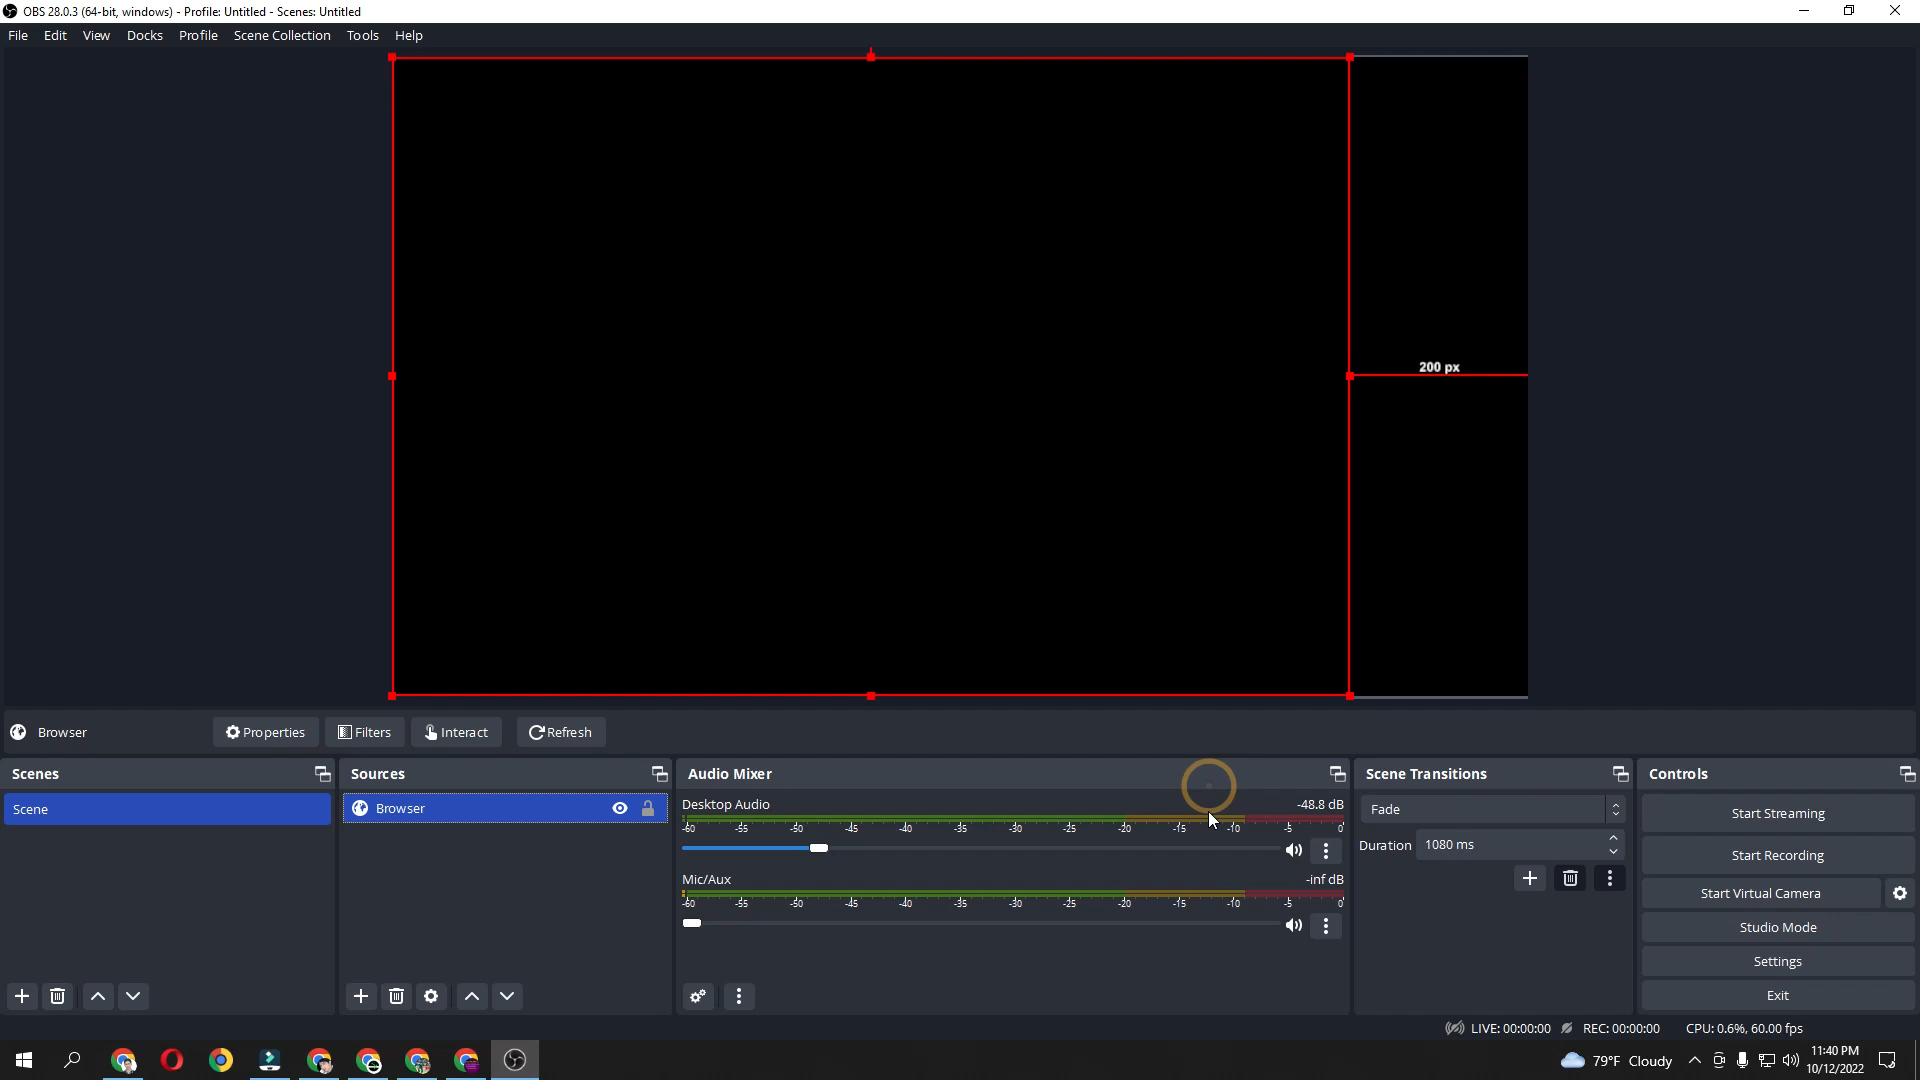 OBS 28.0.3 (64-bit, windows) - Profile: Untitled - Scenes: Untitled
File Edit View Docks Profile Scene Collection Tools Help
200 px
Browser Properties Filters Interact Refresh
Scenes
Scene
Sources
Browser
Audio Mixer
Desktop Audio -48.8 dB
-60 -55 -50 -45 -40 -35 -30 -25 -20 -15 -10 -5 0
Mic/Aux -inf dB
-60 -55 -50 -45 -40 -35 -30 -25 -20 -15 -10 -5 0
Scene Transitions
Fade
Duration 1080 ms
Controls
Start Streaming
Start Recording
Start Virtual Camera
Studio Mode
Settings
Exit
LIVE: 00:00:00 REC: 00:00:00 CPU: 0.6%, 60.00 fps
79°F Cloudy
11:40 PM
10/12/2022